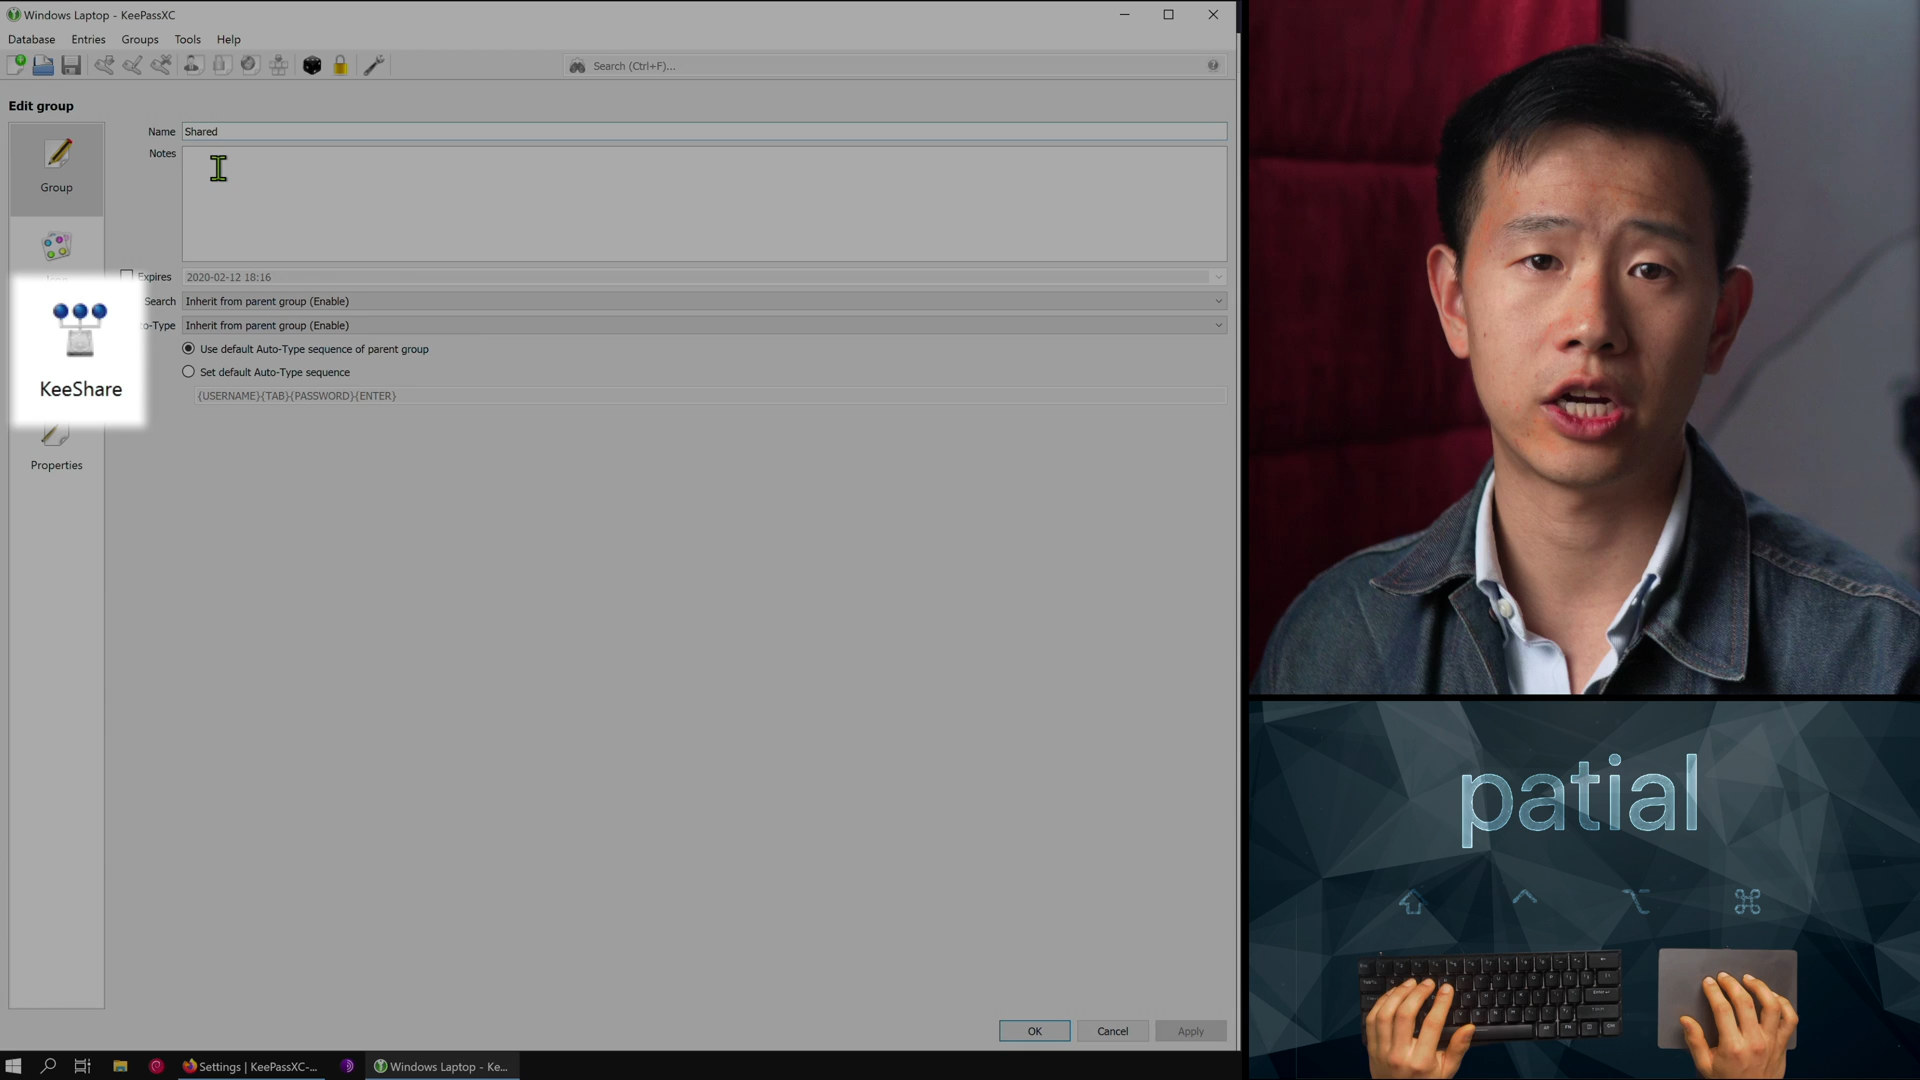 Windows Laptop - KeePassXC
Database Entries Groups Tools Help
Search (Ctrl+F)...
Edit group
Group
KeeShare
Properties
Name Shared
Notes
Expires 2020-02-12 18:16
Search Inherit from parent group (Enable)
o-Type Inherit from parent group (Enable)
Use default Auto-Type sequence of parent group
Set default Auto-Type sequence
{USERNAME}{TAB}{PASSWORD}{ENTER}
OK Cancel Apply
Settings | KeePassXC-...
Windows Laptop - Ke...
patial